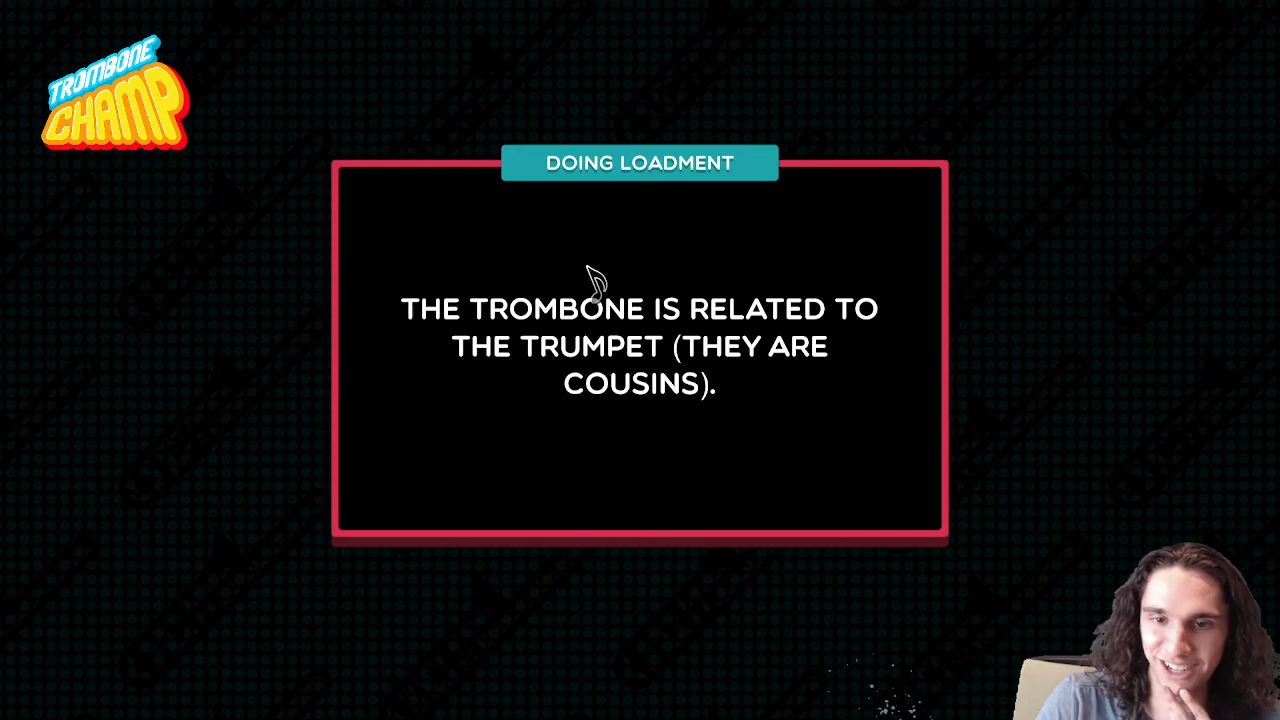 TROMBONE
CHAMP
DOING LOADMENT
THE TROMBONE IS RELATED TO
THE TRUMPET (THEY ARE
COUSINS).